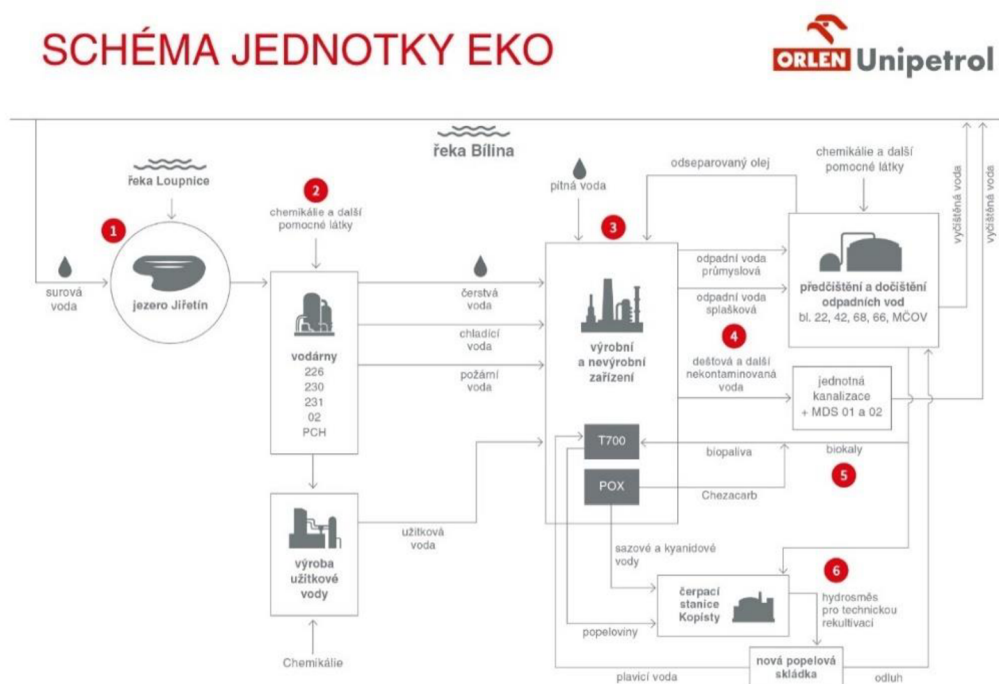 SCHÉMA JEDNOTKY EKO
ORLEN Unipetrol
řeka Bílina
řeka Loupnice
1
surová
voda
jezero Jiřetín
2
chemikálie a další
pomocné látky
vodárny
226
230
231
02
PCH
výroba
užitkové
vody
Chemikálie
čerstvá
voda
chladící
voda
požární
voda
užitková
voda
pitná voda
3
výrobní
a nevýrobní
zařízení
T700
POX
odseparovaný olej
odpadní voda
průmyslová
odpadní voda
splašková
4
dešťová a další
nekontaminovaná
voda
chemikálie a další
pomocné látky
předčištění a dočištění
odpadních vod
bl. 22, 42, 68, 66, MČOV
vyčištěná voda
vyčištěná voda
jednotná
kanalizace
+ MDS 01 a 02
biopaliva
biokaly
5
Chezacarb
sazové a kyanidové
vody
popeloviny
čerpací
stanice
Kopisty
6
hydrosměs
pro technickou
rekultivaci
plavicí voda
nová popelová
skládka
odluh